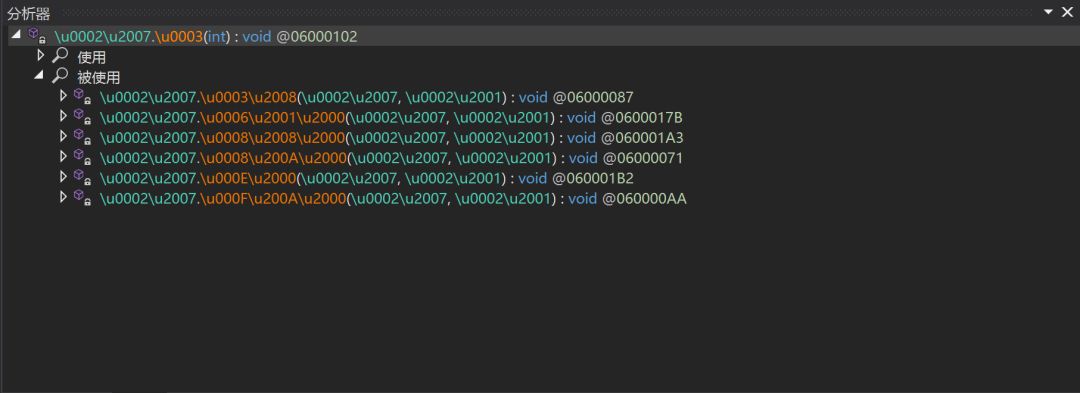 分析器
\u0002\u2007.\u0003(int) : void @06000102
使用
被使用
\u0002\u2007.\u0003\u2008(\u0002\u2007, \u0002\u2001) : void @06000087
\u0002\u2007.\u0006\u2001\u2000(\u0002\u2007, \u0002\u2001) : void @0600017B
\u0002\u2007.\u0008\u2008\u2000(\u0002\u2007, \u0002\u2001) : void @060001A3
\u0002\u2007.\u0008\u200A\u2000(\u0002\u2007, \u0002\u2001) : void @06000071
\u0002\u2007.\u000E\u2000(\u0002\u2007, \u0002\u2001) : void @060001B2
\u0002\u2007.\u000F\u200A\u2000(\u0002\u2007, \u0002\u2001) : void @060000AA